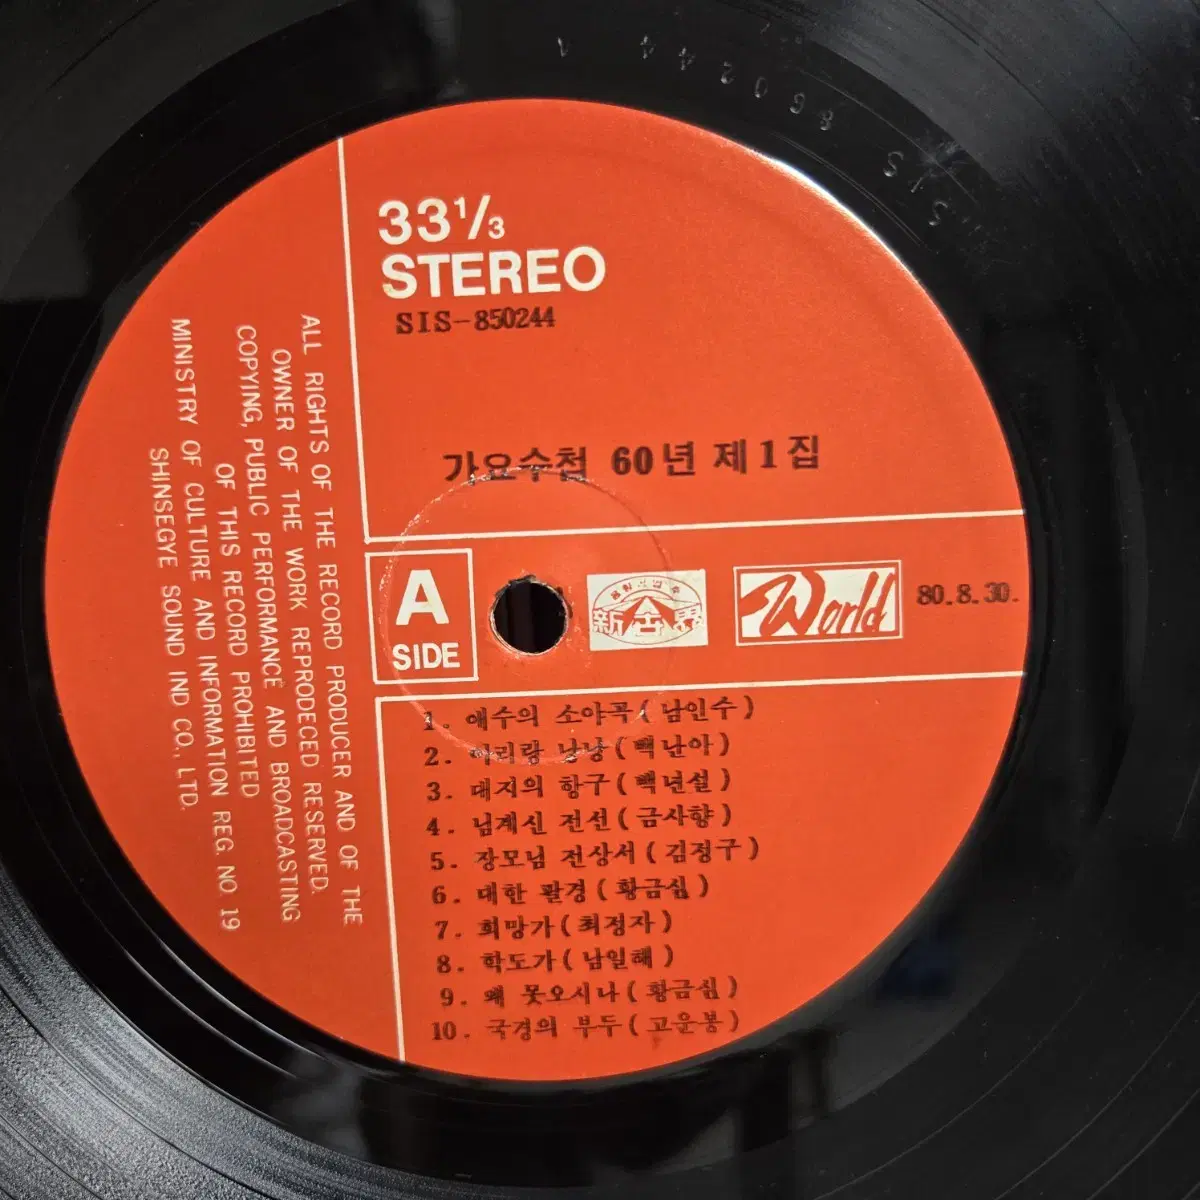 33 1/3
STEREO
SIS-850244
가요수첩 60년 제1집
A
SIDE
新世界
World
80.8.30.
1. 애수의 소야곡(남인수)
2. 아리랑 낭낭(백난아)
3. 대지의 항구(백년설)
4. 님계신 전선(금사향)
5. 장모님 전상서(김정구)
6. 대한 팔경(황금심)
7. 희망가(최정자)
8. 학도가(남일해)
9. 왜 못오시나(황금심)
10. 국경의 부두(고운봉)
ALL RIGHTS OF THE RECORD PRODUCER AND OF THE
OWNER OF THE WORK REPRODECED RESERVED.
COPYING, PUBLIC PERFORMANCE AND BROADCASTING
OF THIS RECORD PROHIBITED
MINISTRY OF CULTURE AND INFORMATION REG. NO. 19
SHINSEGYE SOUND IND CO., LTD.